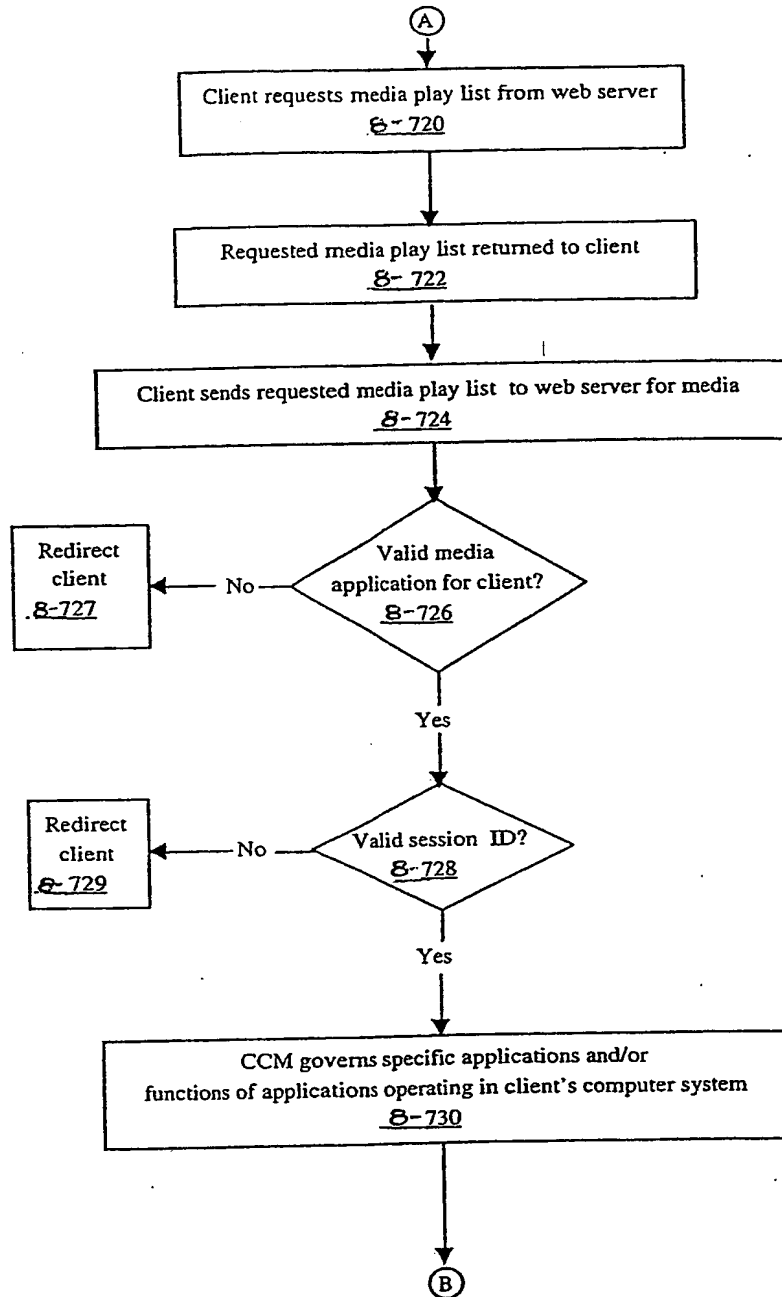 A
Client requests media play list from web server
8-720
Requested media play list returned to client
8-722
Client sends requested media play list to web server for media
8-724
Valid media
application for client?
8-726
No
Redirect
client
8-727
Yes
Valid session ID?
8-728
No
Redirect
client
8-729
Yes
CCM governs specific applications and/or
functions of applications operating in client's computer system
8-730
B